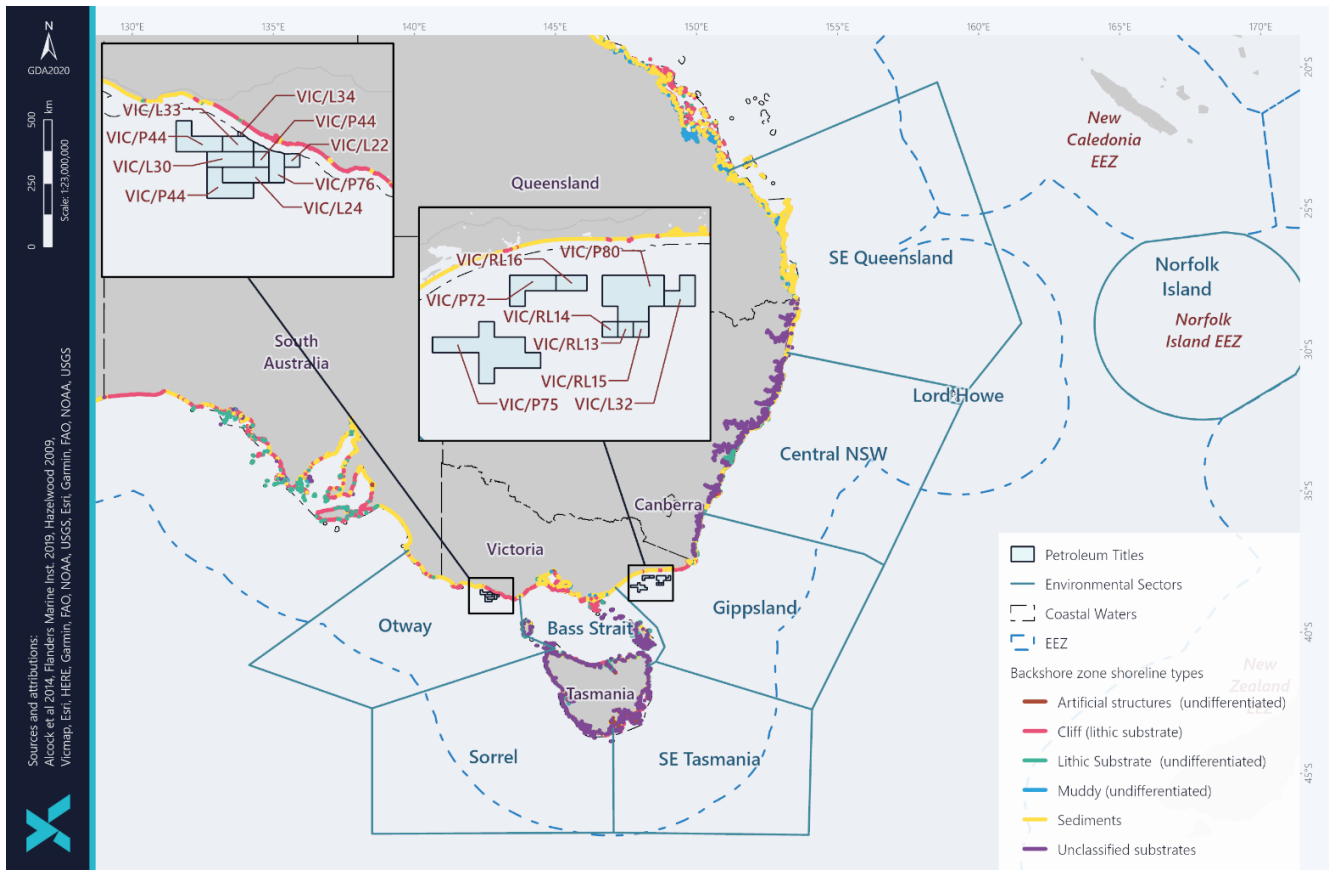 130°E
135°E
140°E
145°E
150°E
155°E
160°E
165°E
170°E
N
GDA2020
km
500
250
0
Scale: 1:23,000,000
Sources and attributions:
Alcock et al 2014, Flanders Marine Inst. 2019, Hazelwood 2009,
Vicmap, Esri, HERE, Garmin, FAO, NOAA, USGS, Esri, Garmin, FAO, NOAA, USGS
VIC/L34
VIC/L33
VIC/P44
VIC/P44
VIC/L22
VIC/L30
VIC/P76
VIC/P44
VIC/L24
VIC/P80
VIC/RL16
VIC/P72
VIC/RL14
VIC/RL13
VIC/RL15
VIC/P75
VIC/L32
Queensland
South
Australia
Canberra
Victoria
Tasmania
New
Caledonia
EEZ
SE Queensland
Norfolk
Island
Norfolk
Island EEZ
Lord Howe
Central NSW
Gippsland
Otway
Bass Strait
Sorrel
SE Tasmania
New
Zealand
EEZ
20°S
25°S
30°S
35°S
40°S
45°S
Petroleum Titles
Environmental Sectors
Coastal Waters
EEZ
Backshore zone shoreline types
Artificial structures (undifferentiated)
Cliff (lithic substrate)
Lithic Substrate (undifferentiated)
Muddy (undifferentiated)
Sediments
Unclassified substrates